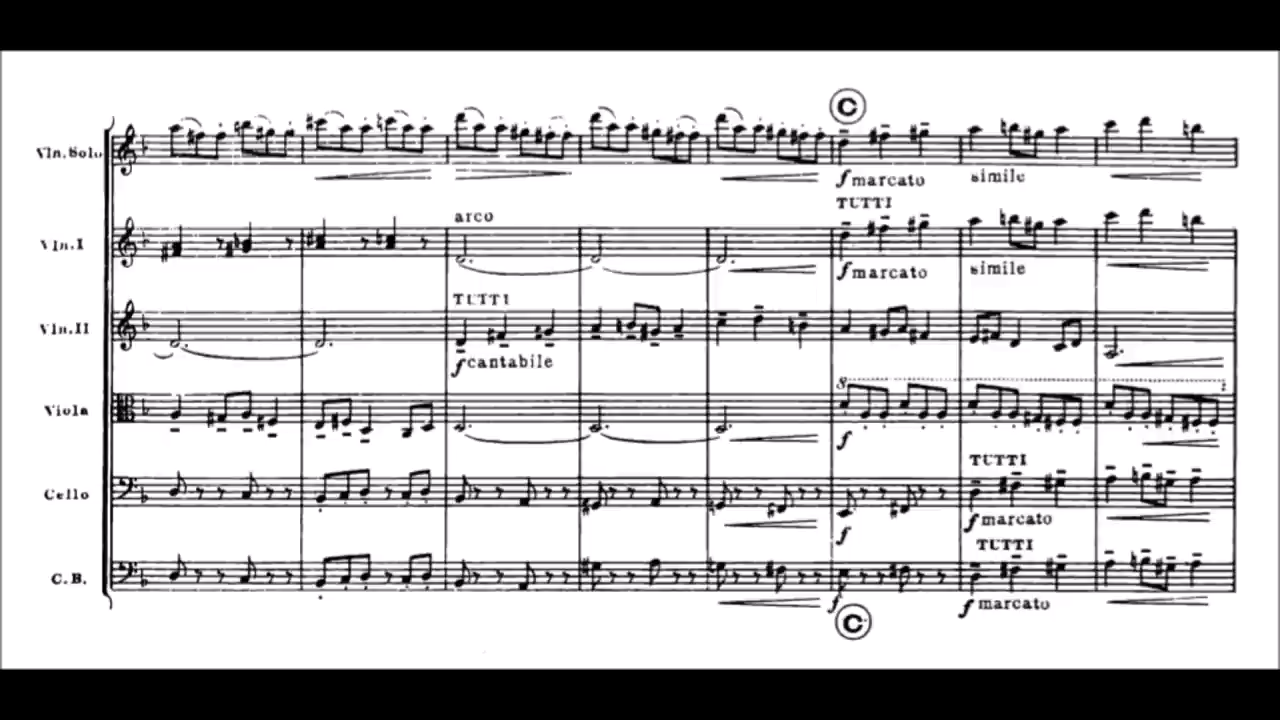 C
Vln. Solo
f marcato simile
TUTTI
Vln. I
arco
f marcato simile
Vln. II
TUTTI
f cantabile
Viola
8
f
TUTTI
Cello
f f marcato
TUTTI
C.B.
f f marcato
C